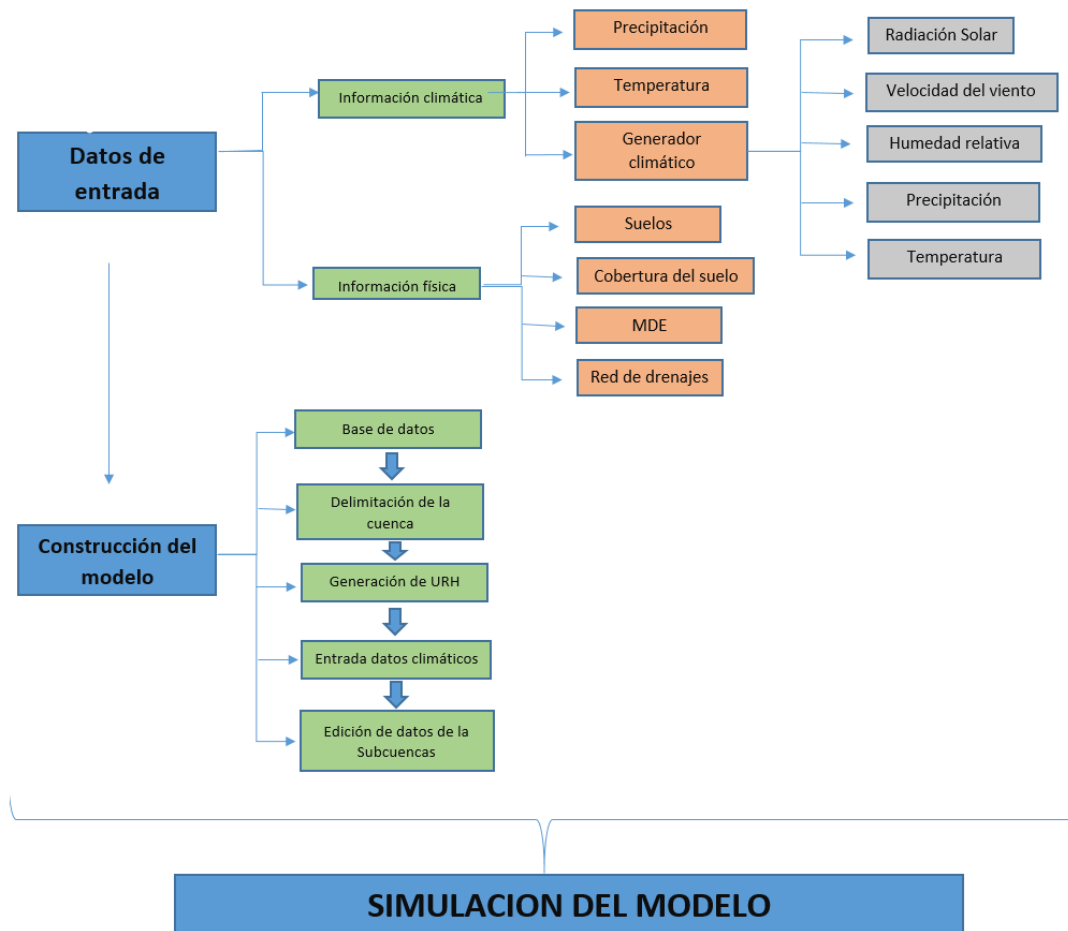 Datos de
entrada
Información climática
Precipitación
Temperatura
Generador
climático
Radiación Solar
Velocidad del viento
Humedad relativa
Precipitación
Temperatura
Información física
Suelos
Cobertura del suelo
MDE
Red de drenajes
Construcción del
modelo
Base de datos
Delimitación de la
cuenca
Generación de URH
Entrada datos climáticos
Edición de datos de la
Subcuencas
SIMULACION DEL MODELO